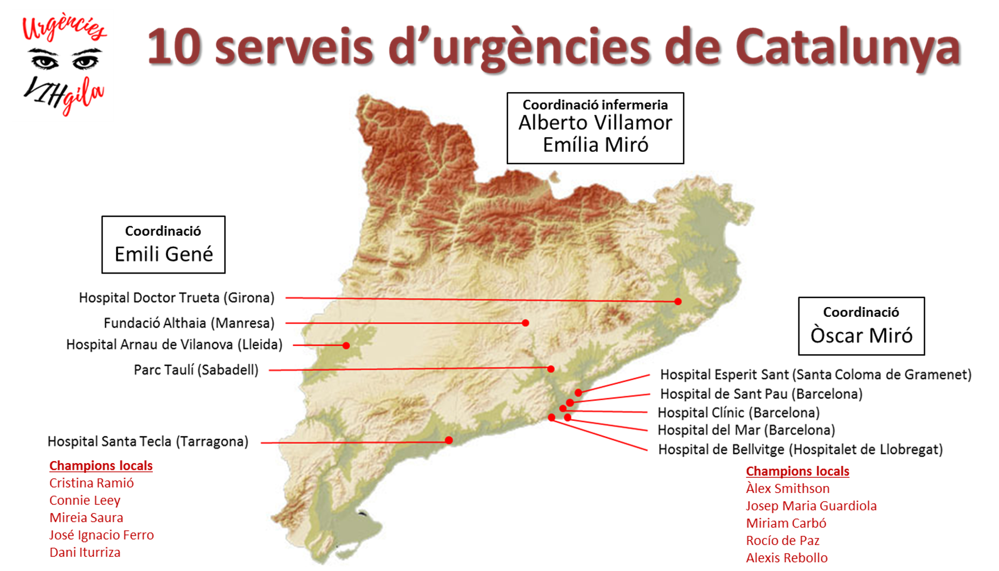 Urgències
VIHgila
10 serveis d’urgències de Catalunya
Coordinació infermeria
Alberto Villamor
Emília Miró
Coordinació
Emili Gené
Hospital Doctor Trueta (Girona)
Fundació Althaia (Manresa)
Hospital Arnau de Vilanova (Lleida)
Parc Taulí (Sabadell)
Hospital Santa Tecla (Tarragona)
Champions locals
Cristina Ramió
Connie Leey
Mireia Saura
José Ignacio Ferro
Dani Iturriza
Coordinació
Òscar Miró
Hospital Esperit Sant (Santa Coloma de Gramenet)
Hospital de Sant Pau (Barcelona)
Hospital Clínic (Barcelona)
Hospital del Mar (Barcelona)
Hospital de Bellvitge (Hospitalet de Llobregat)
Champions locals
Àlex Smithson
Josep Maria Guardiola
Miriam Carbó
Rocío de Paz
Alexis Rebollo